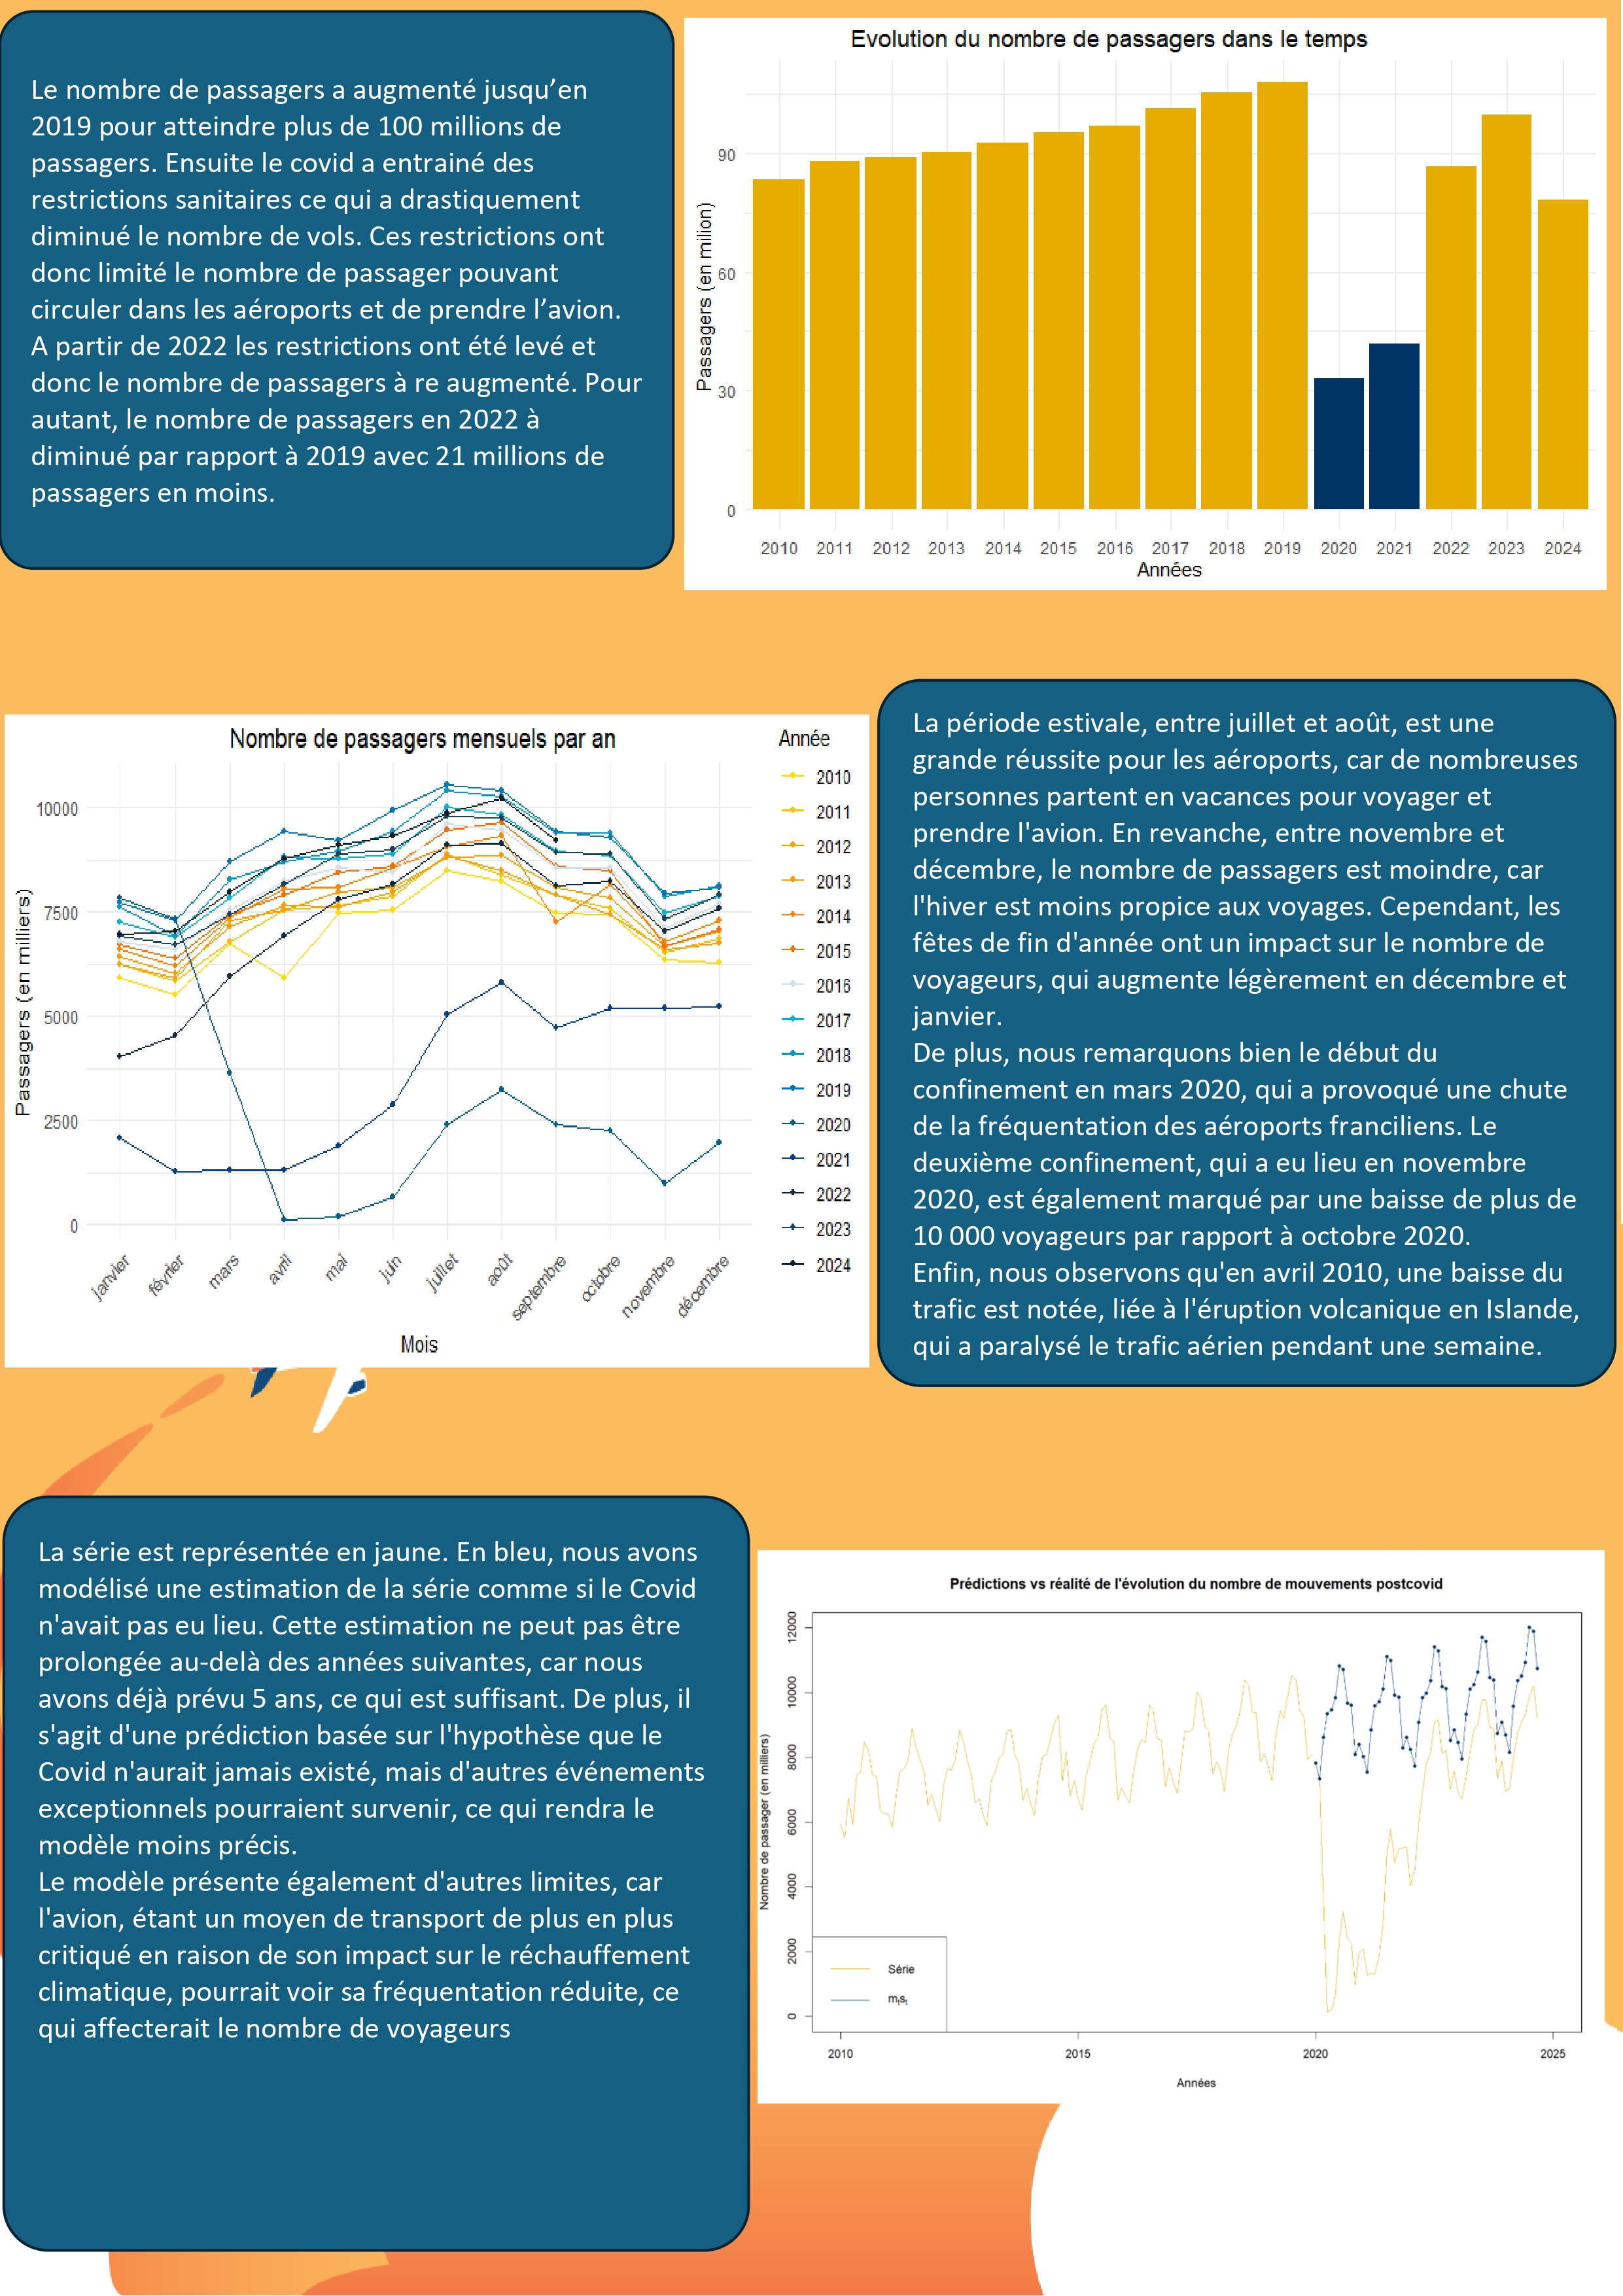 Le nombre de passagers a augmenté jusqu’en
2019 pour atteindre plus de 100 millions de
passagers. Ensuite le covid a entrainé des
restrictions sanitaires ce qui a drastiquement
diminué le nombre de vols. Ces restrictions ont
donc limité le nombre de passager pouvant
circuler dans les aéroports et de prendre l’avion.
A partir de 2022 les restrictions ont été levé et
donc le nombre de passagers à re augmenté. Pour
autant, le nombre de passagers en 2022 à
diminué par rapport à 2019 avec 21 millions de
passagers en moins.
Evolution du nombre de passagers dans le temps
Passagers (en milion)
90
60
30
0
2010 2011 2012 2013 2014 2015 2016 2017 2018 2019 2020 2021 2022 2023 2024
Années
Nombre de passagers mensuels par an
Passagers (en milliers)
10000
7500
5000
2500
0
janvier février mars avril mai juin juillet août septembre octobre novembre décembre
Mois
Année
2010
2011
2012
2013
2014
2015
2016
2017
2018
2019
2020
2021
2022
2023
2024
La période estivale, entre juillet et août, est une
grande réussite pour les aéroports, car de nombreuses
personnes partent en vacances pour voyager et
prendre l'avion. En revanche, entre novembre et
décembre, le nombre de passagers est moindre, car
l'hiver est moins propice aux voyages. Cependant, les
fêtes de fin d'année ont un impact sur le nombre de
voyageurs, qui augmente légèrement en décembre et
janvier.
De plus, nous remarquons bien le début du
confinement en mars 2020, qui a provoqué une chute
de la fréquentation des aéroports franciliens. Le
deuxième confinement, qui a eu lieu en novembre
2020, est également marqué par une baisse de plus de
10 000 voyageurs par rapport à octobre 2020.
Enfin, nous observons qu'en avril 2010, une baisse du
trafic est notée, liée à l'éruption volcanique en Islande,
qui a paralysé le trafic aérien pendant une semaine.
La série est représentée en jaune. En bleu, nous avons
modélisé une estimation de la série comme si le Covid
n'avait pas eu lieu. Cette estimation ne peut pas être
prolongée au-delà des années suivantes, car nous
avons déjà prévu 5 ans, ce qui est suffisant. De plus, il
s'agit d'une prédiction basée sur l'hypothèse que le
Covid n'aurait jamais existé, mais d'autres événements
exceptionnels pourraient survenir, ce qui rendra le
modèle moins précis.
Le modèle présente également d'autres limites, car
l'avion, étant un moyen de transport de plus en plus
critiqué en raison de son impact sur le réchauffement
climatique, pourrait voir sa fréquentation réduite, ce
qui affecterait le nombre de voyageurs
Prédictions vs réalité de l'évolution du nombre de mouvements postcovid
Nombre de passager (en milliers)
12000
10000
8000
6000
4000
2000
0
Série
mtst
2010 2015 2020 2025
Années